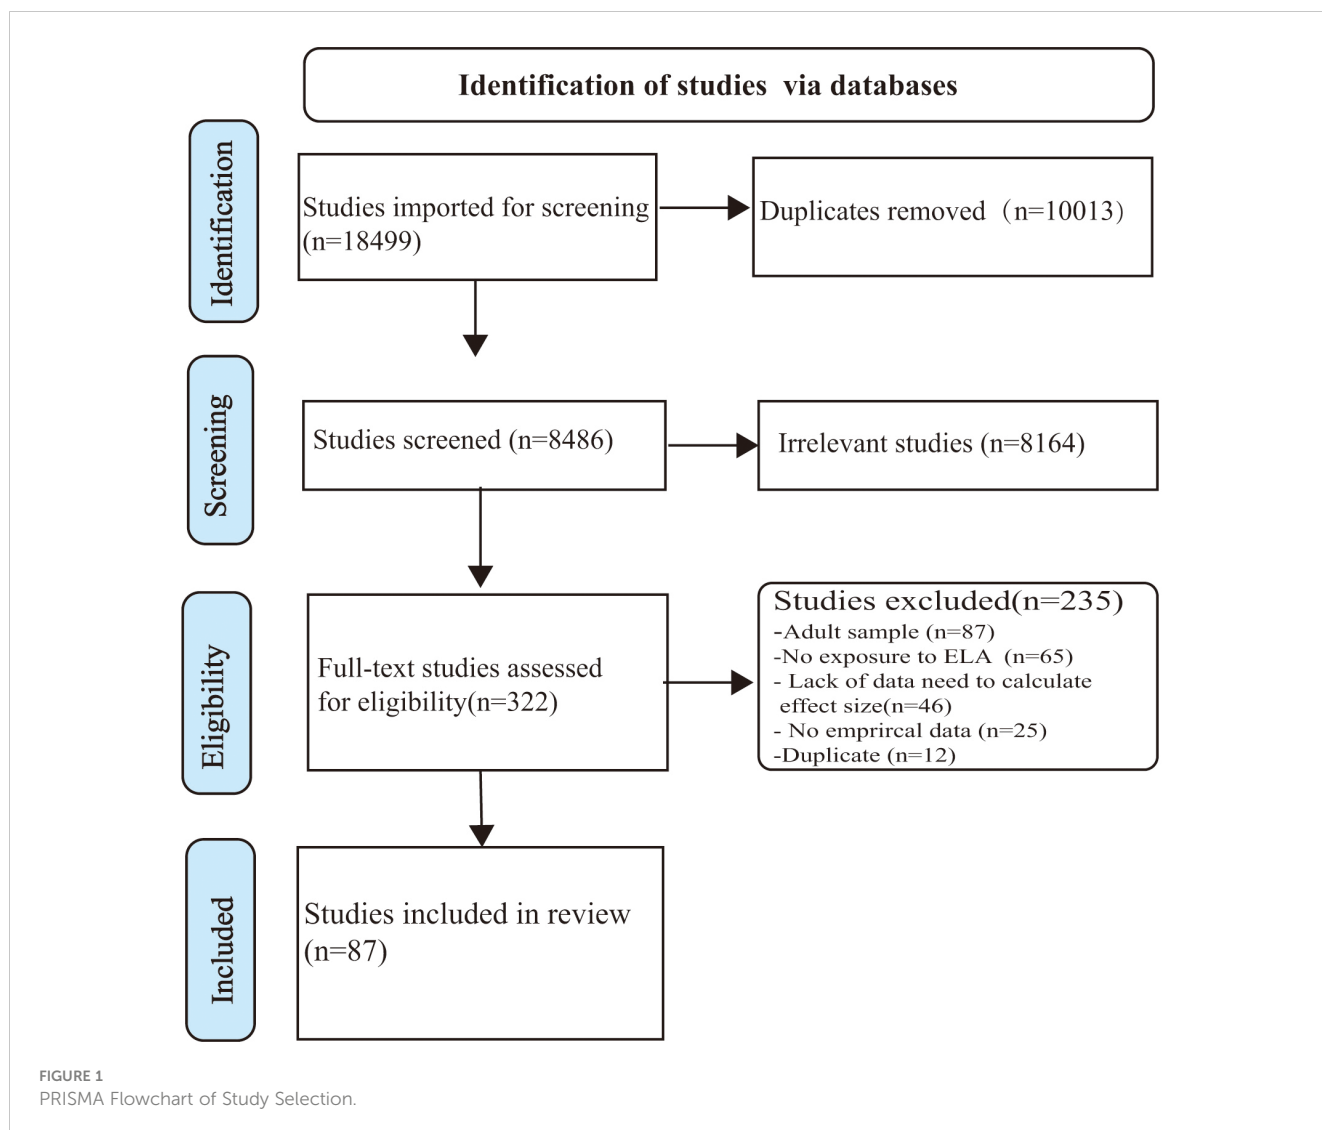 Identification of studies via databases
Identification
Studies imported for screening
(n=18499)
Duplicates removed（n=10013）
Screening
Studies screened (n=8486)
Irrelevant studies (n=8164)
Eligibility
Full-text studies assessed
for eligibility(n=322)
Studies excluded(n=235)
-Adult sample (n=87)
-No exposure to ELA (n=65)
- Lack of data need to calculate
effect size(n=46)
- No emprircal data (n=25)
-Duplicate (n=12)
Included
Studies included in review
(n=87)
FIGURE 1
PRISMA Flowchart of Study Selection.